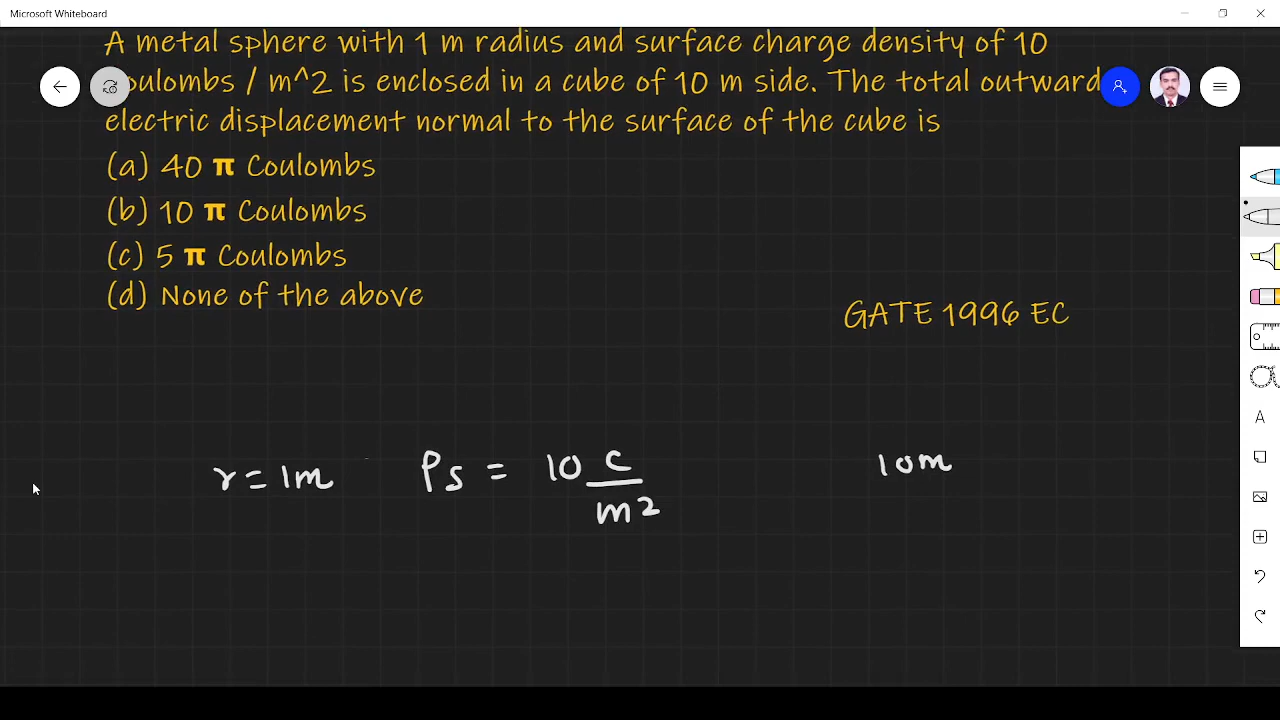 Microsoft Whiteboard
A metal sphere with 1 m radius and surface charge density of 10
oulombs / m^2 is enclosed in a cube of 10 m side. The total outward
electric displacement normal to the surface of the cube is
(a) 40 π Coulombs
(b) 10 π Coulombs
(c) 5 π Coulombs
(d) None of the above
GATE 1996 EC
r = 1m ρs = 10 c/m2 10m